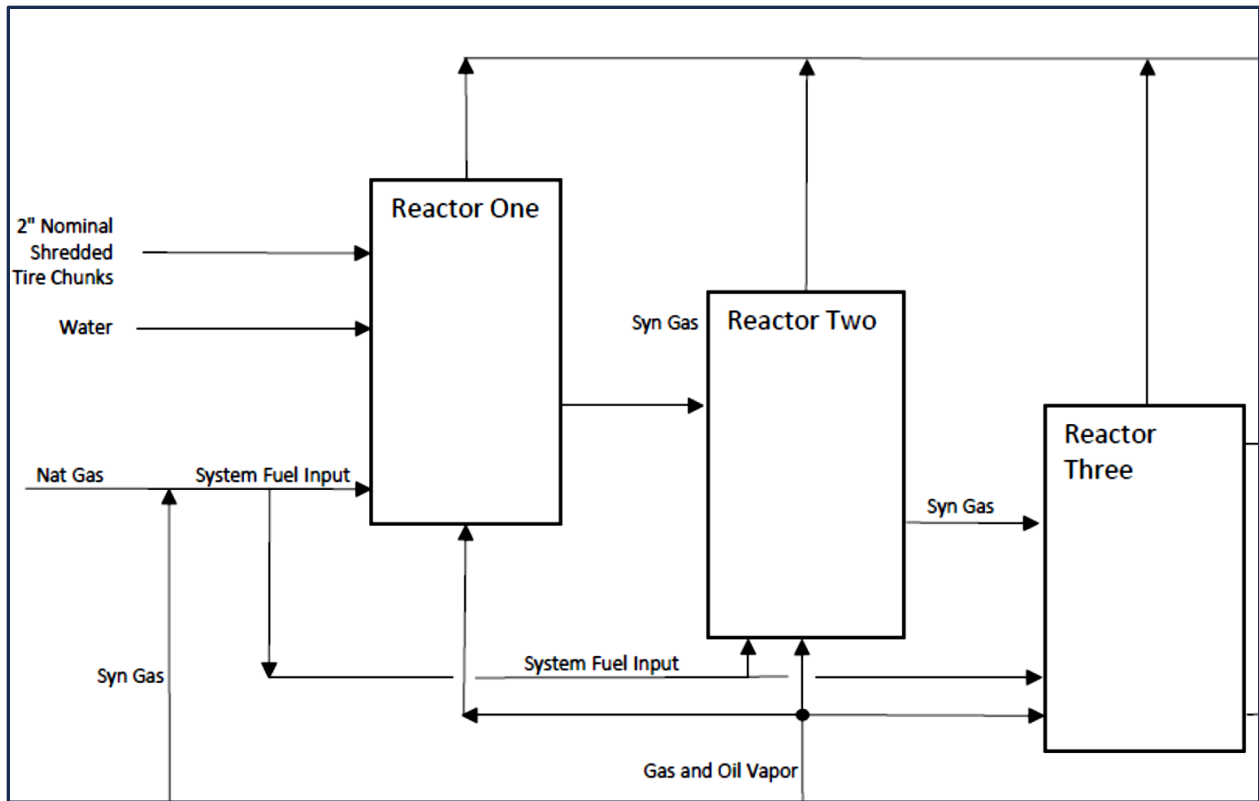 Reactor One
2" Nominal
Shredded
Tire Chunks
Water
Syn Gas
Reactor Two
Reactor
Three
Nat Gas
System Fuel Input
Syn Gas
System Fuel Input
Syn Gas
Gas and Oil Vapor